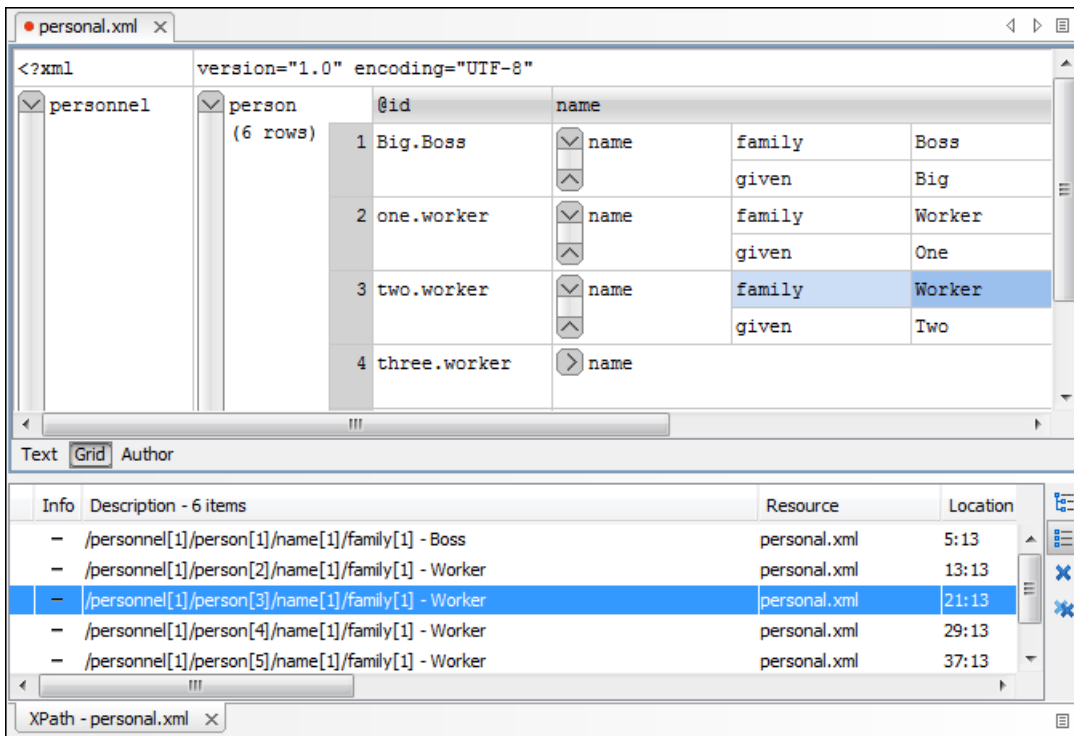 personal.xml
<?xml version="1.0" encoding="UTF-8"
personnel person @id name
(6 rows) 1 Big.Boss name family Boss
given Big
2 one.worker name family Worker
given One
3 two.worker name family Worker
given Two
4 three.worker name
Text Grid Author
Info Description - 6 items Resource Location
/personnel[1]/person[1]/name[1]/family[1] - Boss personal.xml 5:13
/personnel[1]/person[2]/name[1]/family[1] - Worker personal.xml 13:13
/personnel[1]/person[3]/name[1]/family[1] - Worker personal.xml 21:13
/personnel[1]/person[4]/name[1]/family[1] - Worker personal.xml 29:13
/personnel[1]/person[5]/name[1]/family[1] - Worker personal.xml 37:13
XPath - personal.xml